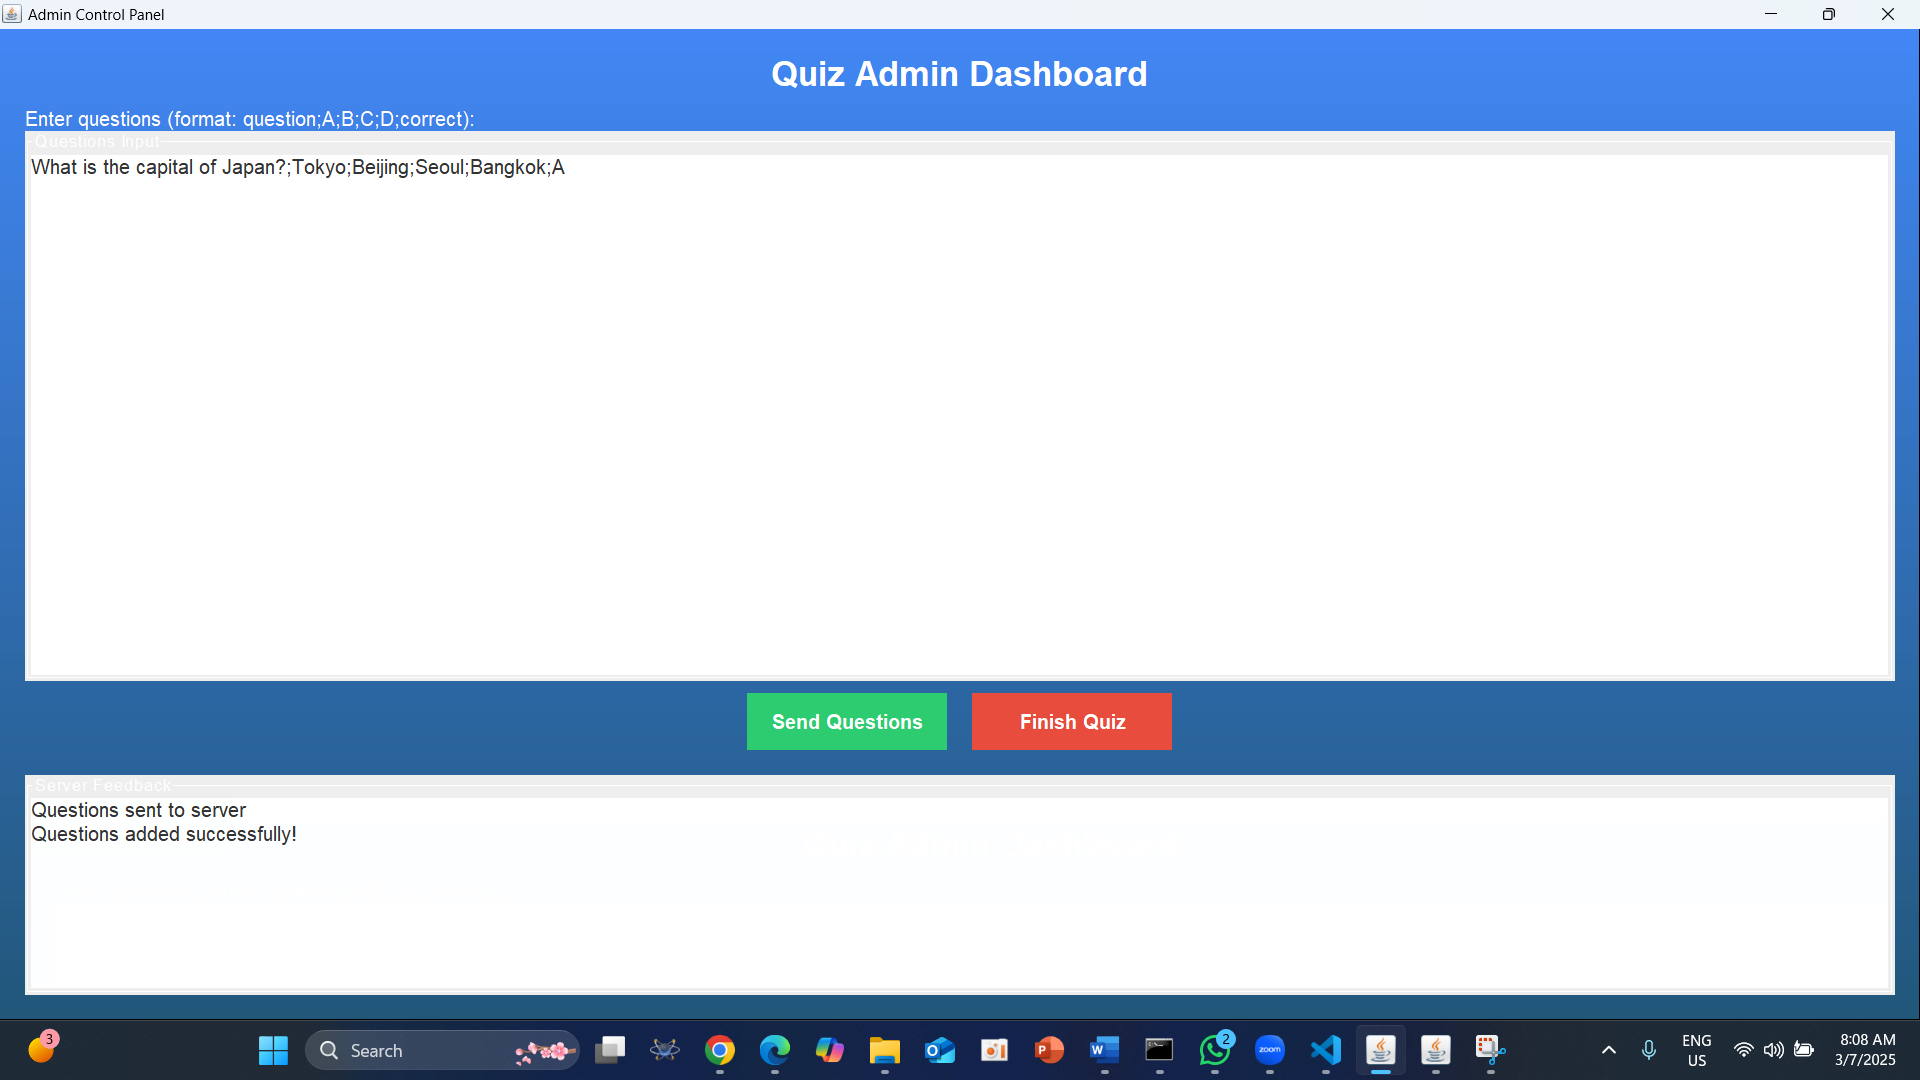 Admin Control Panel
Quiz Admin Dashboard
Enter questions (format: question;A;B;C;D;correct):
Questions Input
What is the capital of Japan?;Tokyo;Beijing;Seoul;Bangkok;A
Send Questions
Finish Quiz
Server Feedback
Questions sent to server
Questions added successfully!
3
Search
2
zoom
ENG
US
8:08 AM
3/7/2025